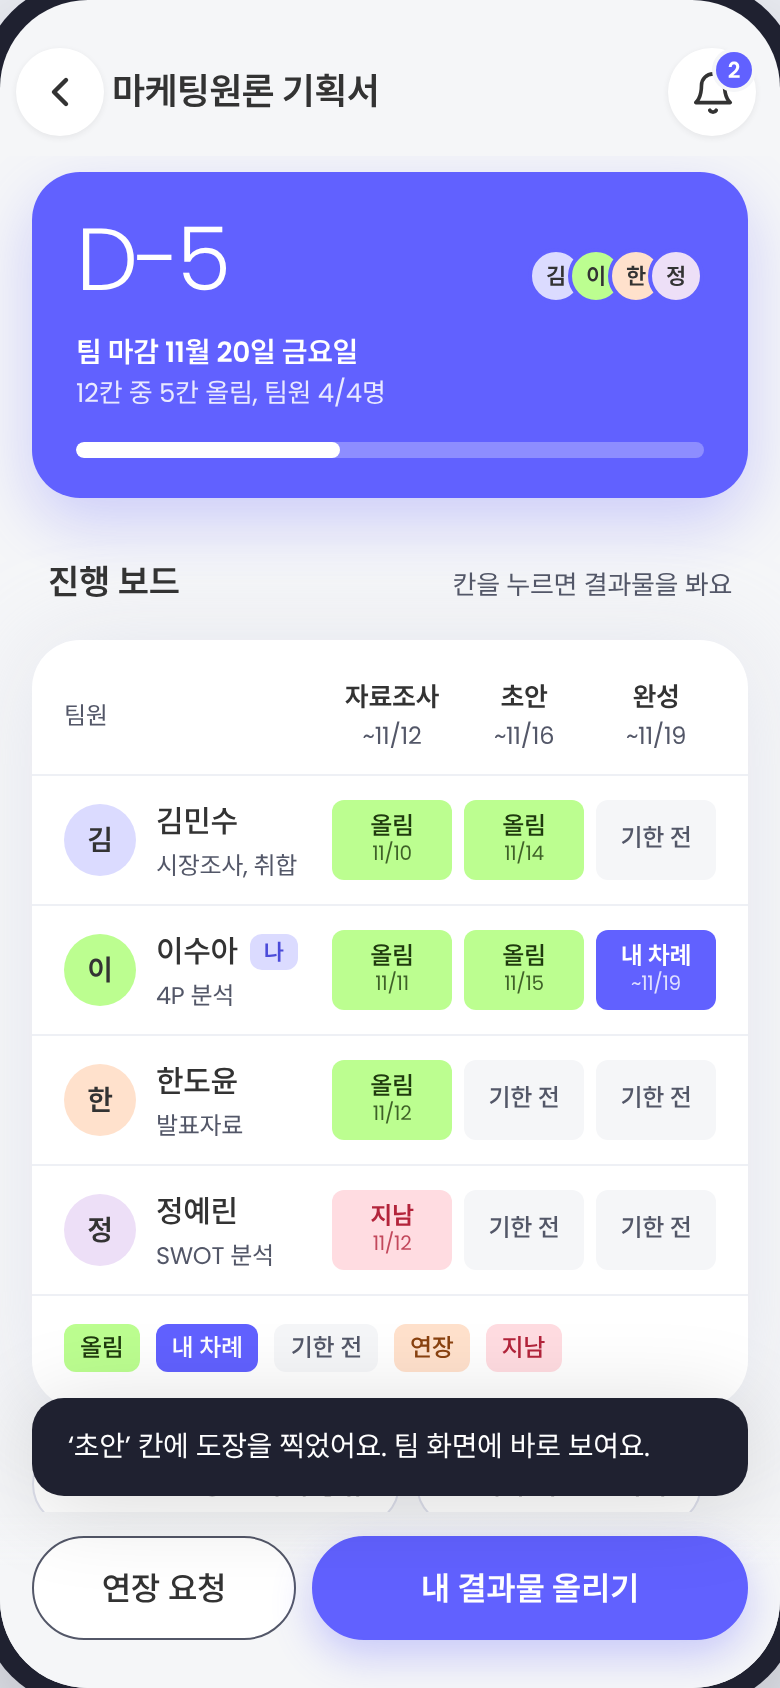 마케팅원론 기획서
2
D-5
김 이 한 정
팀 마감 11월 20일 금요일
12칸 중 5칸 올림, 팀원 4/4명
진행 보드
칸을 누르면 결과물을 봐요
팀원 자료조사 초안 완성
~11/12 ~11/16 ~11/19
김 김민수 올림 올림 기한 전
시장조사, 취합 11/10 11/14
이 이수아 나 올림 올림 내 차례
4P 분석 11/11 11/15 ~11/19
한 한도윤 올림 기한 전 기한 전
발표자료 11/12
정 정예린 지남 기한 전 기한 전
SWOT 분석 11/12
올림 내 차례 기한 전 연장 지남
‘초안’ 칸에 도장을 찍었어요. 팀 화면에 바로 보여요.
연장 요청
내 결과물 올리기